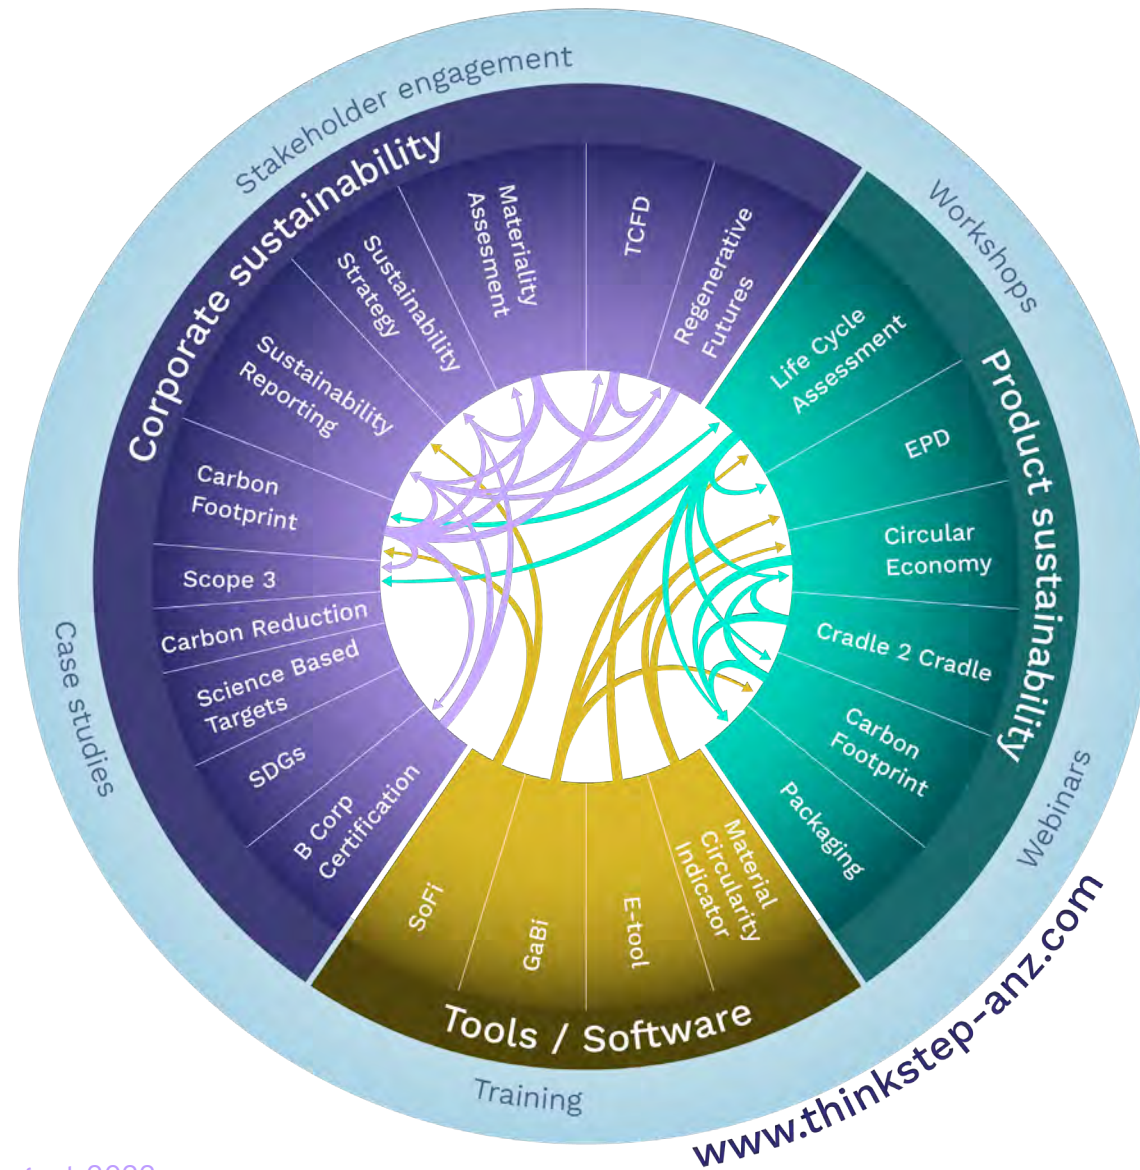 Stakeholder engagement
Workshops
Webinars
Training
Case studies
Corporate sustainability
Materiality
Assesment
TCFD
Regenerative
Futures
Sustainability
Strategy
Sustainability
Reporting
Carbon
Footprint
Scope 3
Carbon Reduction
Science Based
Targets
SDGs
B Corp
Certification
Product sustainability
Life Cycle
Assessment
EPD
Circular
Economy
Cradle 2 Cradle
Carbon
Footprint
Packaging
Tools / Software
SoFi
GaBi
E-tool
Material
Circularity
Indicator
www.thinkstep-anz.com